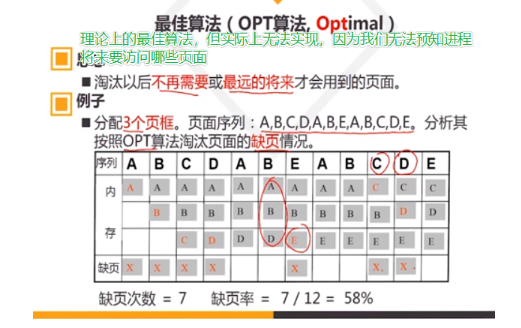 最佳算法（OPT算法, Optimal）
理论上的最佳算法，但实际上无法实现，因为我们无法预知进程
将来要访问哪些页面
■淘汰以后不再需要或最远的将来才会用到的页面。
例子
■分配3个页框。页面序列：A,B,C,D,A,B,E,A,B,C,D,E。分析其
按照OPT算法淘汰页面的缺页情况。
序列 A B C D A B E A B C D E
内 A A A A A A A A A C C C
B B B B B B B B B D D
存 C D D D E E E E E E
缺页 X X X X X X X
缺页次数 = 7 缺页率 = 7 / 12 = 58%